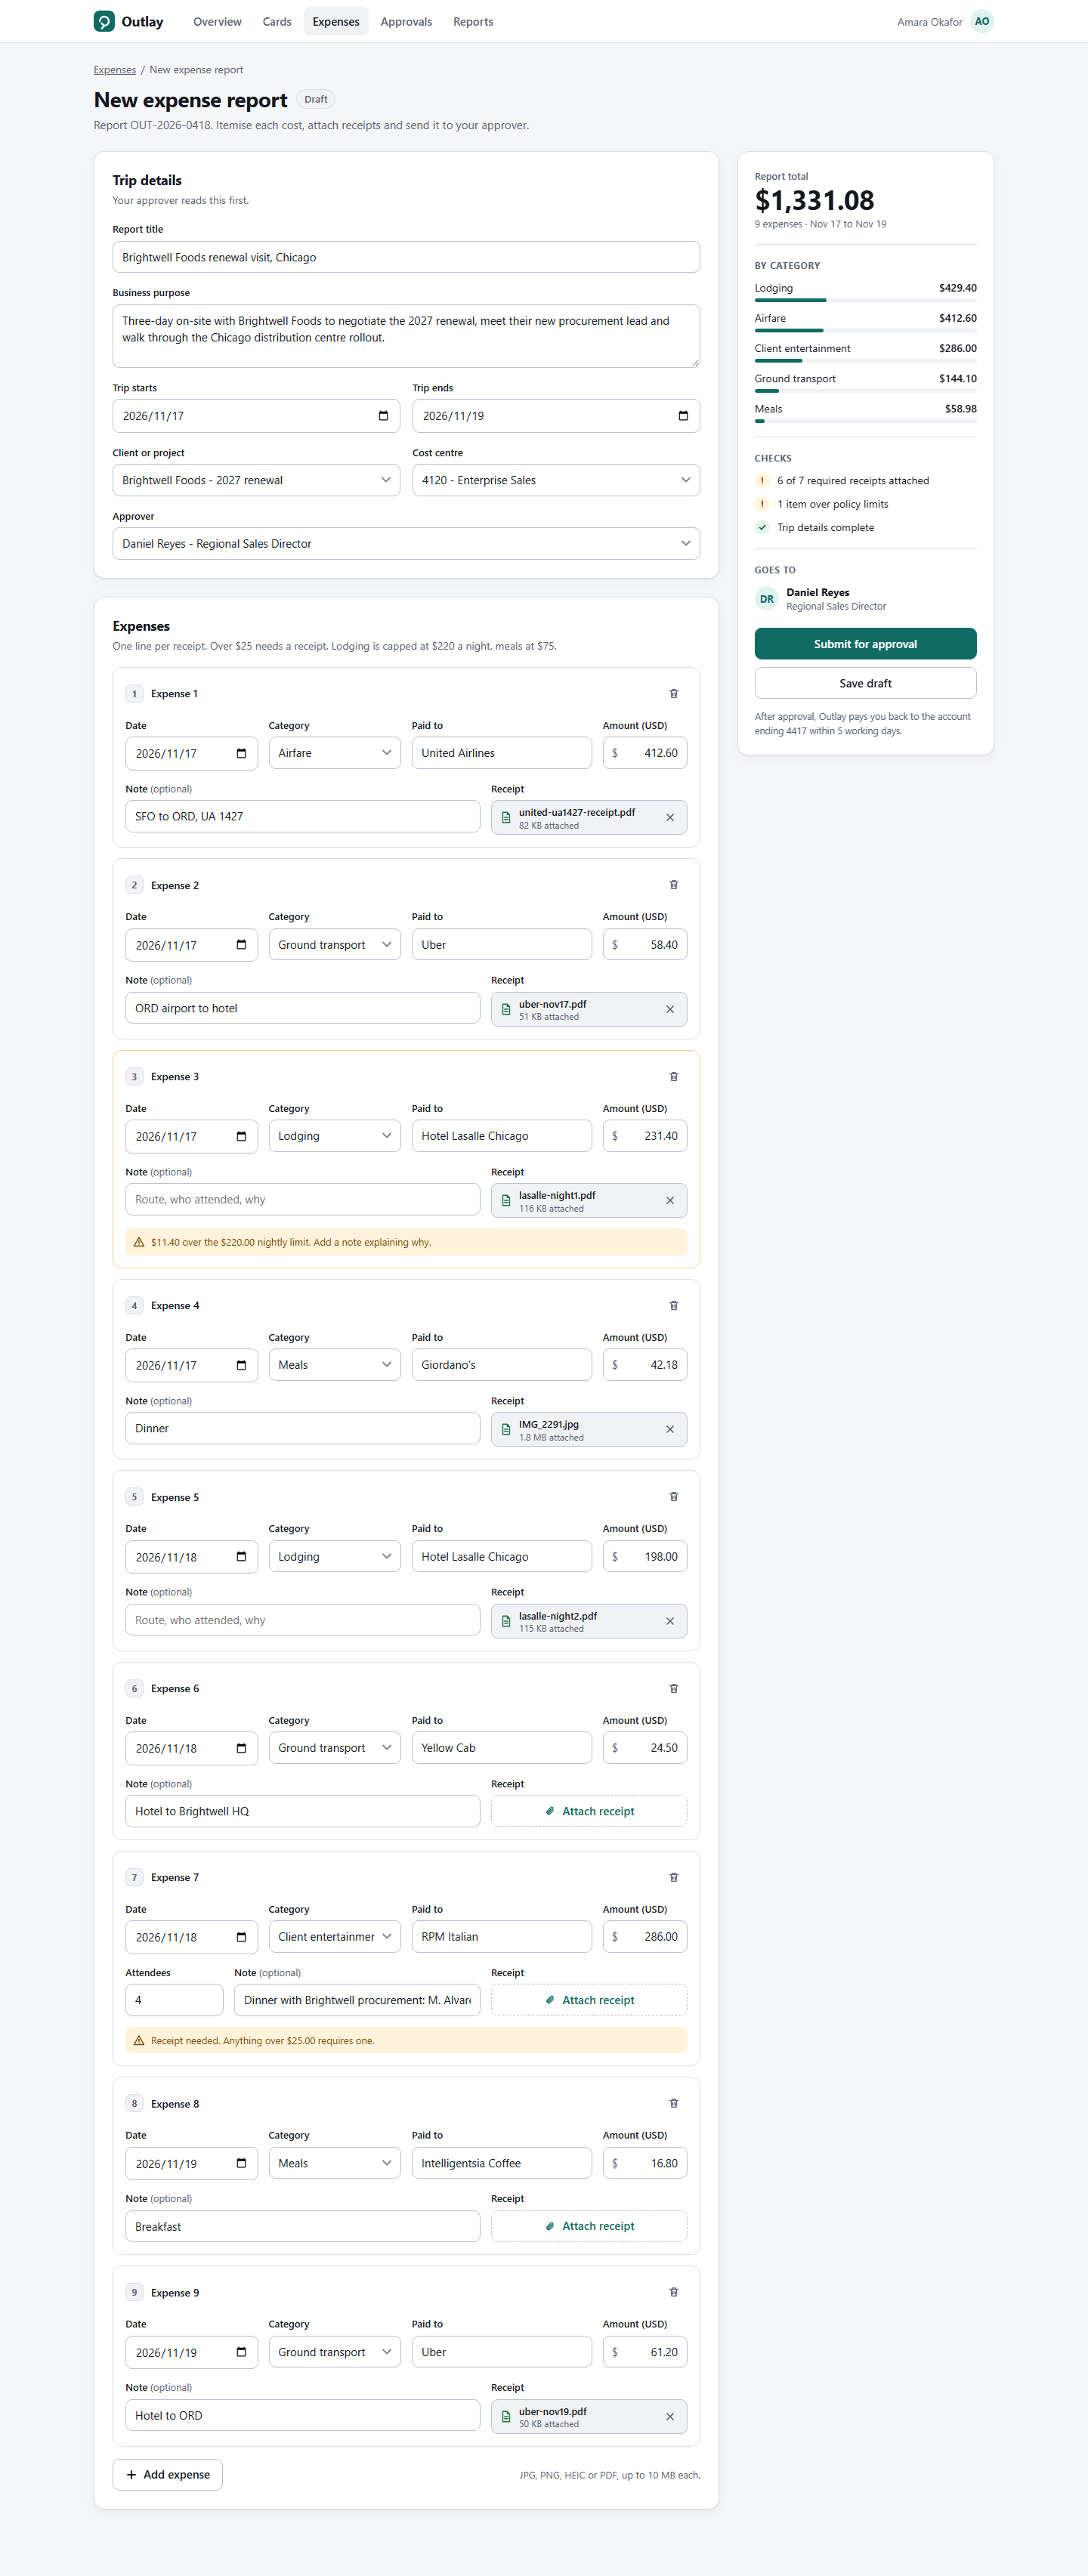 Outlay
Overview
Cards
Expenses
Approvals
Reports
Amara Okafor
AO
Expenses / New expense report
New expense report
Draft
Report OUT-2026-0418. Itemise each cost, attach receipts and send it to your approver.
Trip details
Your approver reads this first.
Report title
Brightwell Foods renewal visit, Chicago
Business purpose
Three-day on-site with Brightwell Foods to negotiate the 2027 renewal, meet their new procurement lead and
walk through the Chicago distribution centre rollout.
Trip starts
Trip ends
2026/11/17
2026/11/19
Client or project
Cost centre
Brightwell Foods - 2027 renewal
4120 - Enterprise Sales
Approver
Daniel Reyes - Regional Sales Director
Expenses
One line per receipt. Over $25 needs a receipt. Lodging is capped at $220 a night, meals at $75.
1
Expense 1
Date
Category
Paid to
Amount (USD)
2026/11/17
Airfare
United Airlines
$ 412.60
Note (optional)
Receipt
SFO to ORD, UA 1427
united-ua1427-receipt.pdf
82 KB attached
2
Expense 2
Date
Category
Paid to
Amount (USD)
2026/11/17
Ground transport
Uber
$ 58.40
Note (optional)
Receipt
ORD airport to hotel
uber-nov17.pdf
51 KB attached
3
Expense 3
Date
Category
Paid to
Amount (USD)
2026/11/17
Lodging
Hotel Lasalle Chicago
$ 231.40
Note (optional)
Receipt
Route, who attended, why
lasalle-night1.pdf
116 KB attached
$11.40 over the $220.00 nightly limit. Add a note explaining why.
4
Expense 4
Date
Category
Paid to
Amount (USD)
2026/11/17
Meals
Giordano's
$ 42.18
Note (optional)
Receipt
Dinner
IMG_2291.jpg
1.8 MB attached
5
Expense 5
Date
Category
Paid to
Amount (USD)
2026/11/18
Lodging
Hotel Lasalle Chicago
$ 198.00
Note (optional)
Receipt
Route, who attended, why
lasalle-night2.pdf
115 KB attached
6
Expense 6
Date
Category
Paid to
Amount (USD)
2026/11/18
Ground transport
Yellow Cab
$ 24.50
Note (optional)
Receipt
Hotel to Brightwell HQ
Attach receipt
7
Expense 7
Date
Category
Paid to
Amount (USD)
2026/11/18
Client entertainmer
RPM Italian
$ 286.00
Attendees
Note (optional)
Receipt
4
Dinner with Brightwell procurement: M. Alvar
Attach receipt
Receipt needed. Anything over $25.00 requires one.
8
Expense 8
Date
Category
Paid to
Amount (USD)
2026/11/19
Meals
Intelligentsia Coffee
$ 16.80
Note (optional)
Receipt
Breakfast
Attach receipt
9
Expense 9
Date
Category
Paid to
Amount (USD)
2026/11/19
Ground transport
Uber
$ 61.20
Note (optional)
Receipt
Hotel to ORD
uber-nov19.pdf
50 KB attached
Add expense
JPG, PNG, HEIC or PDF, up to 10 MB each.
Report total
$1,331.08
9 expenses · Nov 17 to Nov 19
BY CATEGORY
Lodging
$429.40
Airfare
$412.60
Client entertainment
$286.00
Ground transport
$144.10
Meals
$58.98
CHECKS
! 6 of 7 required receipts attached
! 1 item over policy limits
Trip details complete
GOES TO
DR
Daniel Reyes
Regional Sales Director
Submit for approval
Save draft
After approval, Outlay pays you back to the account
ending 4417 within 5 working days.